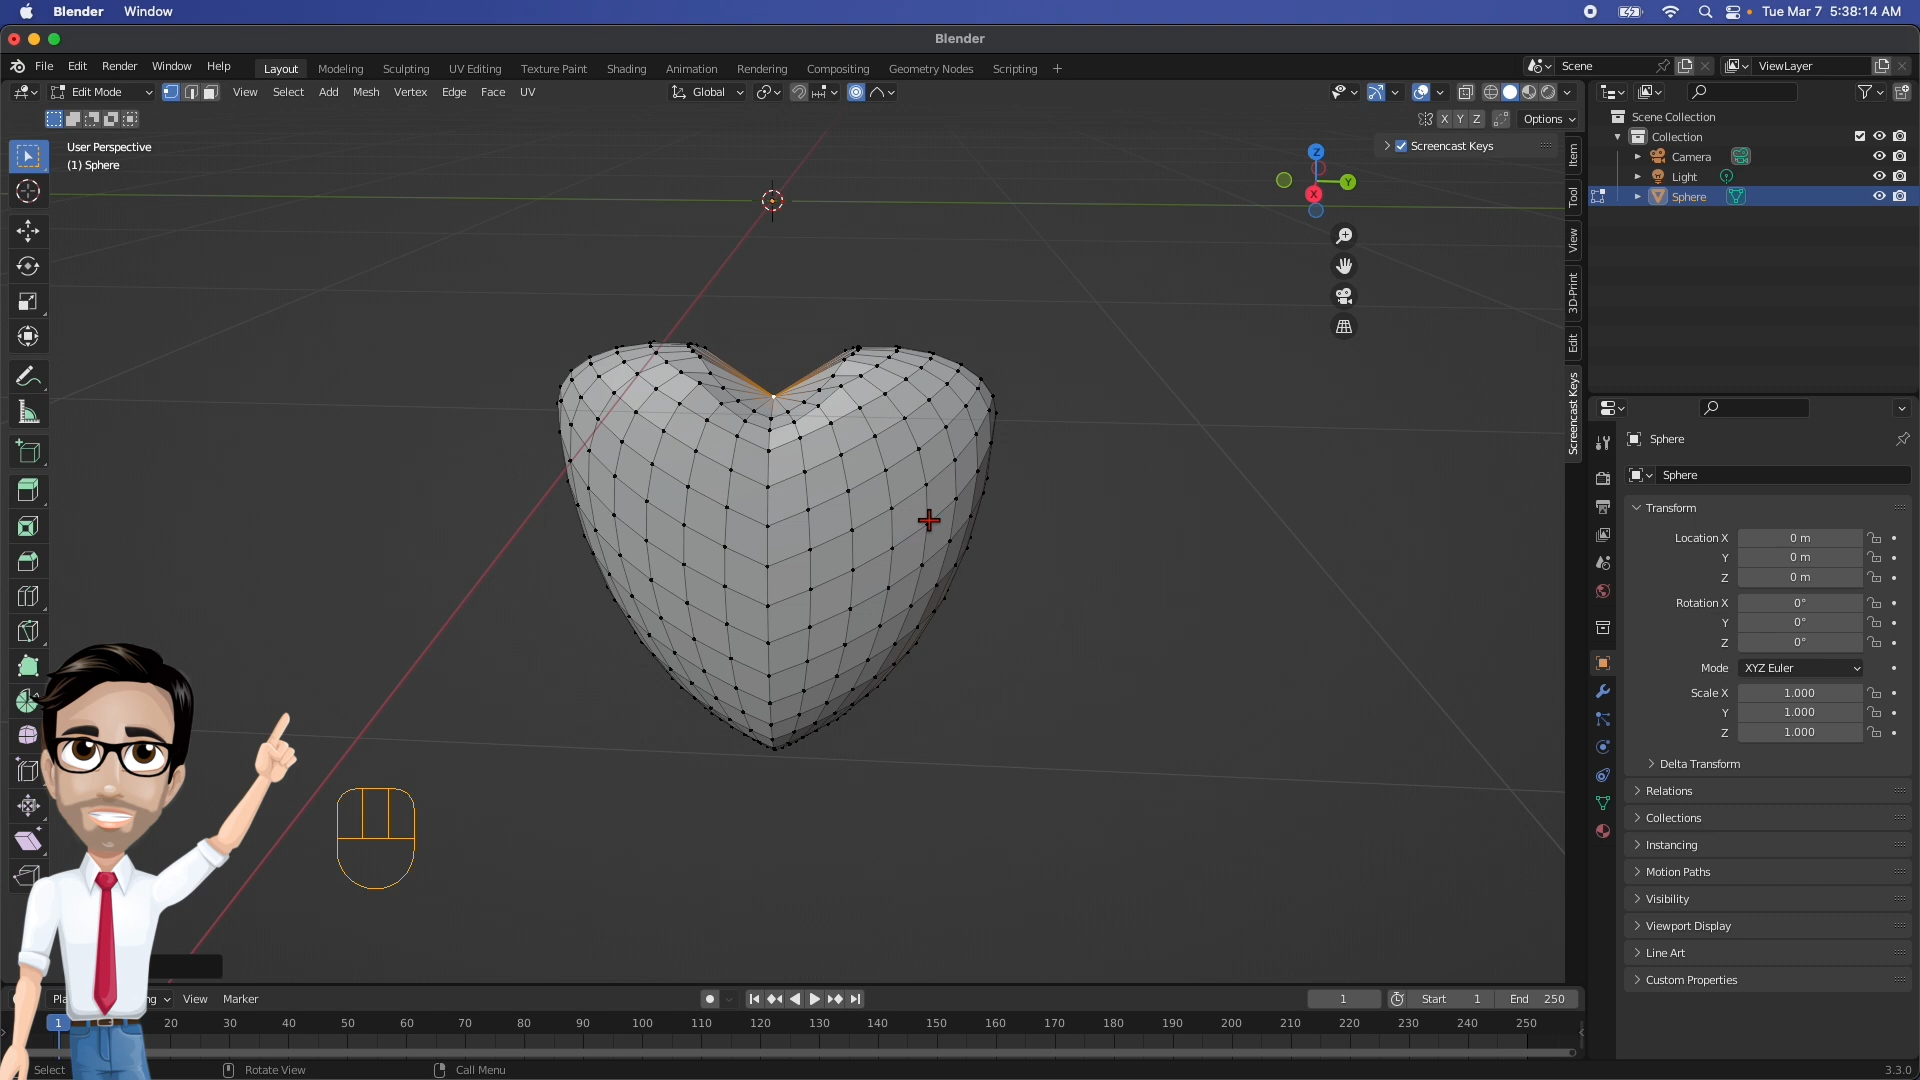 Blender Window Tue Mar 7 5:38:14 AM
Blender
File Edit Render Window Help Layout Modeling Sculpting UV Editing Texture Paint Shading Animation Rendering Compositing Geometry Nodes Scripting + Scene ViewLayer
Edit Mode View Select Add Mesh Vertex Edge Face UV Global
X Y Z Options
User Perspective
(1) Sphere
Screencast Keys
Z
Y
X
Item
Tool
View
3D-Print
Edit
Screencast Keys
Scene Collection
Collection
Camera
Light
Sphere
Sphere
Sphere
Transform
Location X 0 m
Y 0 m
Z 0 m
Rotation X 0°
Y 0°
Z 0°
Mode XYZ Euler
Scale X 1.000
Y 1.000
Z 1.000
Delta Transform
Relations
Collections
Instancing
Motion Paths
Visibility
Viewport Display
Line Art
Custom Properties
View Marker 1 Start 1 End 250
1 20 30 40 50 60 70 80 90 100 110 120 130 140 150 160 170 180 190 200 210 220 230 240 250
Select Rotate View Call Menu 3.3.0